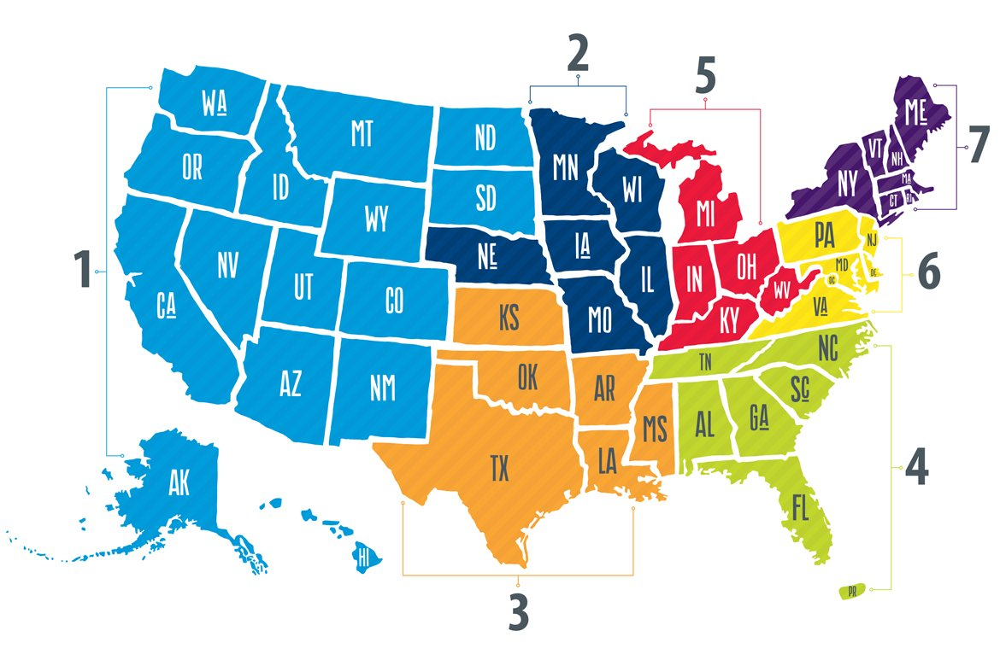 2
5
7
1
6
4
3
WA
OR
ID
MT
ND
SD
WY
NV
UT
CO
CA
AZ
NM
AK
HI
MN
WI
NE
IA
IL
MO
KS
OK
AR
TX
LA
MS
MI
IN
OH
WV
KY
TN
NC
SC
AL
GA
FL
PR
PA
NJ
MD
DC
DE
VA
NY
VT
NH
ME
MA
CT
RI